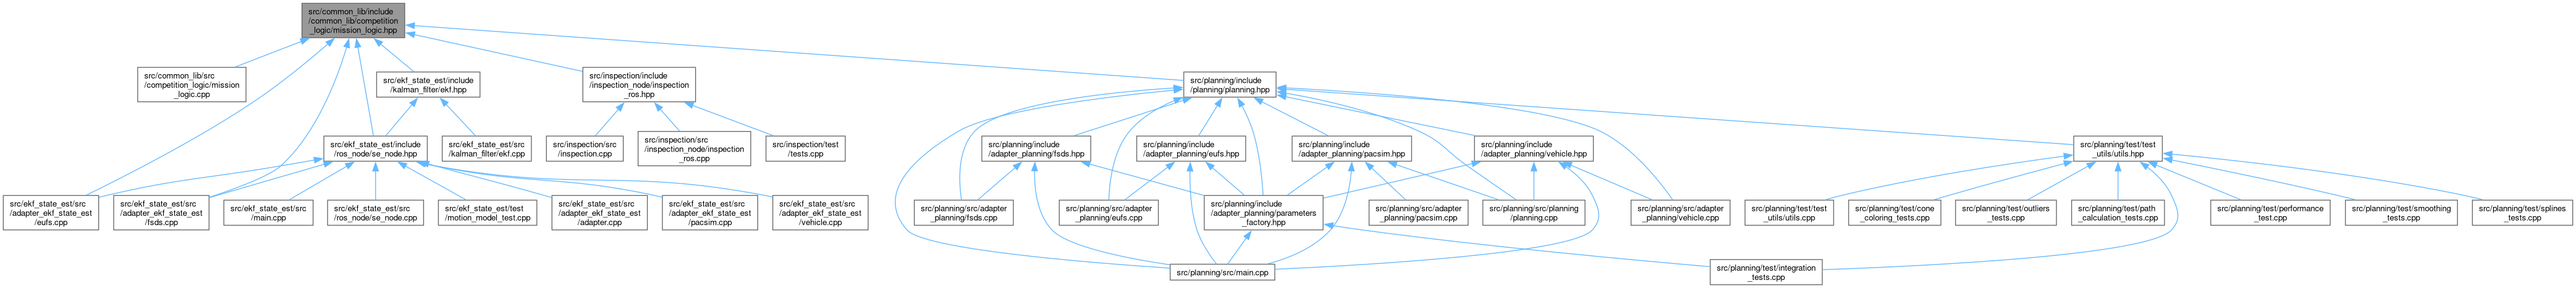 src/common_lib/include
/common_lib/competition
_logic/mission_logic.hpp
src/common_lib/src
/competition_logic/mission
_logic.cpp
src/ekf_state_est/include
/kalman_filter/ekf.hpp
src/inspection/include
/inspection_node/inspection
_ros.hpp
src/planning/include
/planning/planning.hpp
src/ekf_state_est/include
/ros_node/se_node.hpp
src/ekf_state_est/src
/kalman_filter/ekf.cpp
src/inspection/src
/inspection.cpp
src/inspection/src
/inspection_node/inspection
_ros.cpp
src/inspection/test
/tests.cpp
src/planning/include
/adapter_planning/fsds.hpp
src/planning/include
/adapter_planning/eufs.hpp
src/planning/include
/adapter_planning/pacsim.hpp
src/planning/include
/adapter_planning/vehicle.hpp
src/planning/test/test
_utils/utils.hpp
src/ekf_state_est/src
/adapter_ekf_state_est
/eufs.cpp
src/ekf_state_est/src
/adapter_ekf_state_est
/fsds.cpp
src/ekf_state_est/src
/main.cpp
src/ekf_state_est/src
/ros_node/se_node.cpp
src/ekf_state_est/test
/motion_model_test.cpp
src/ekf_state_est/src
/adapter_ekf_state_est
/adapter.cpp
src/ekf_state_est/src
/adapter_ekf_state_est
/pacsim.cpp
src/ekf_state_est/src
/adapter_ekf_state_est
/vehicle.cpp
src/planning/src/adapter
_planning/fsds.cpp
src/planning/src/adapter
_planning/eufs.cpp
src/planning/include
/adapter_planning/parameters
_factory.hpp
src/planning/src/adapter
_planning/pacsim.cpp
src/planning/src/planning
/planning.cpp
src/planning/src/adapter
_planning/vehicle.cpp
src/planning/test/test
_utils/utils.cpp
src/planning/test/cone
_coloring_tests.cpp
src/planning/test/outliers
_tests.cpp
src/planning/test/path
_calculation_tests.cpp
src/planning/test/performance
_test.cpp
src/planning/test/smoothing
_tests.cpp
src/planning/test/splines
_tests.cpp
src/planning/src/main.cpp
src/planning/test/integration
_tests.cpp